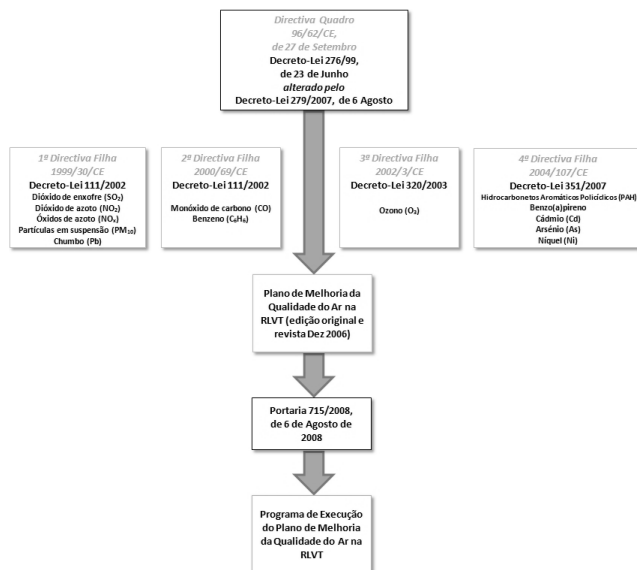 Directiva Quadro
96/62/CE,
de 27 de Setembro
Decreto-Lei 276/99,
de 23 de Junho
alterado pelo
Decreto-Lei 279/2007, de 6 Agosto
1ª Directiva Filha
1999/30/CE
Decreto-Lei 111/2002
Dióxido de enxofre (SO₂)
Dióxido de azoto (NO₂)
Óxidos de azoto (NOₓ)
Partículas em suspensão (PM₁₀)
Chumbo (Pb)
2ª Directiva Filha
2000/69/CE
Decreto-Lei 111/2002
Monóxido de carbono (CO)
Benzeno (C₆H₆)
3ª Directiva Filha
2002/3/CE
Decreto-Lei 320/2003
Ozono (O₃)
4ª Directiva Filha
2004/107/CE
Decreto-Lei 351/2007
Hidrocarbonetos Aromáticos Policídicos (PAH)
Benzo(a)pireno
Cádmio (Cd)
Arsénio (As)
Níquel (Ni)
Plano de Melhoria da
Qualidade do Ar na
RLVT (edição original e
revista Dez 2006)
Portaria 715/2008,
de 6 de Agosto de
2008
Programa de Execução
do Plano de Melhoria
da Qualidade do Ar na
RLVT